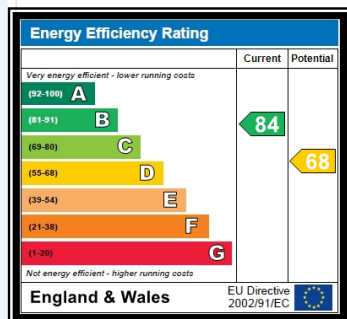 Energy Efficiency Rating
Current Potential
Very energy efficient - lower running costs
(92-100) A
(81-91) B
84
(69-80) C
(55-68) D
68
(39-54) E
(21-38) F
(1-20) G
Not energy efficient - higher running costs
England & Wales
EU Directive
2002/91/EC